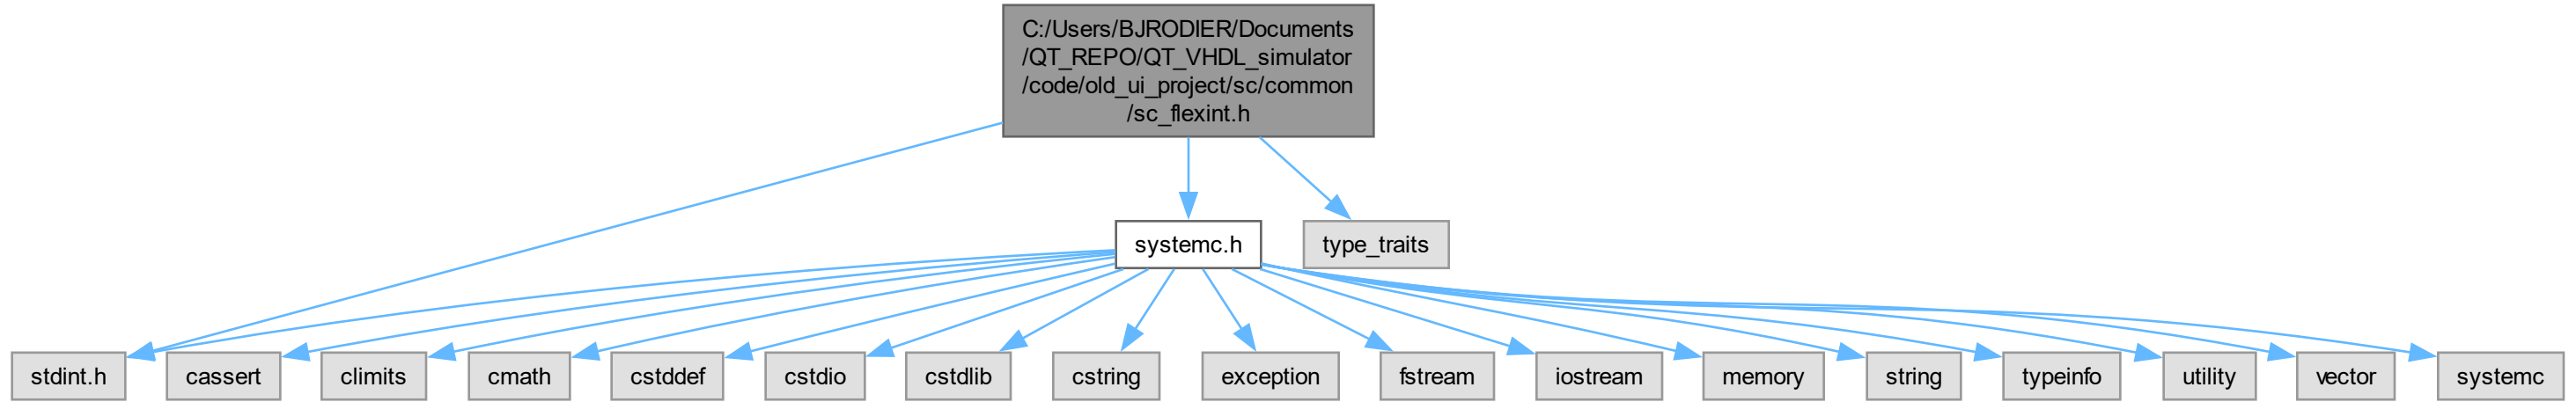 C:/Users/BJRODIER/Documents
/QT_REPO/QT_VHDL_simulator
/code/old_ui_project/sc/common
/sc_flexint.h
systemc.h
type_traits
stdint.h
cassert
climits
cmath
cstddef
cstdio
cstdlib
cstring
exception
fstream
iostream
memory
string
typeinfo
utility
vector
systemc